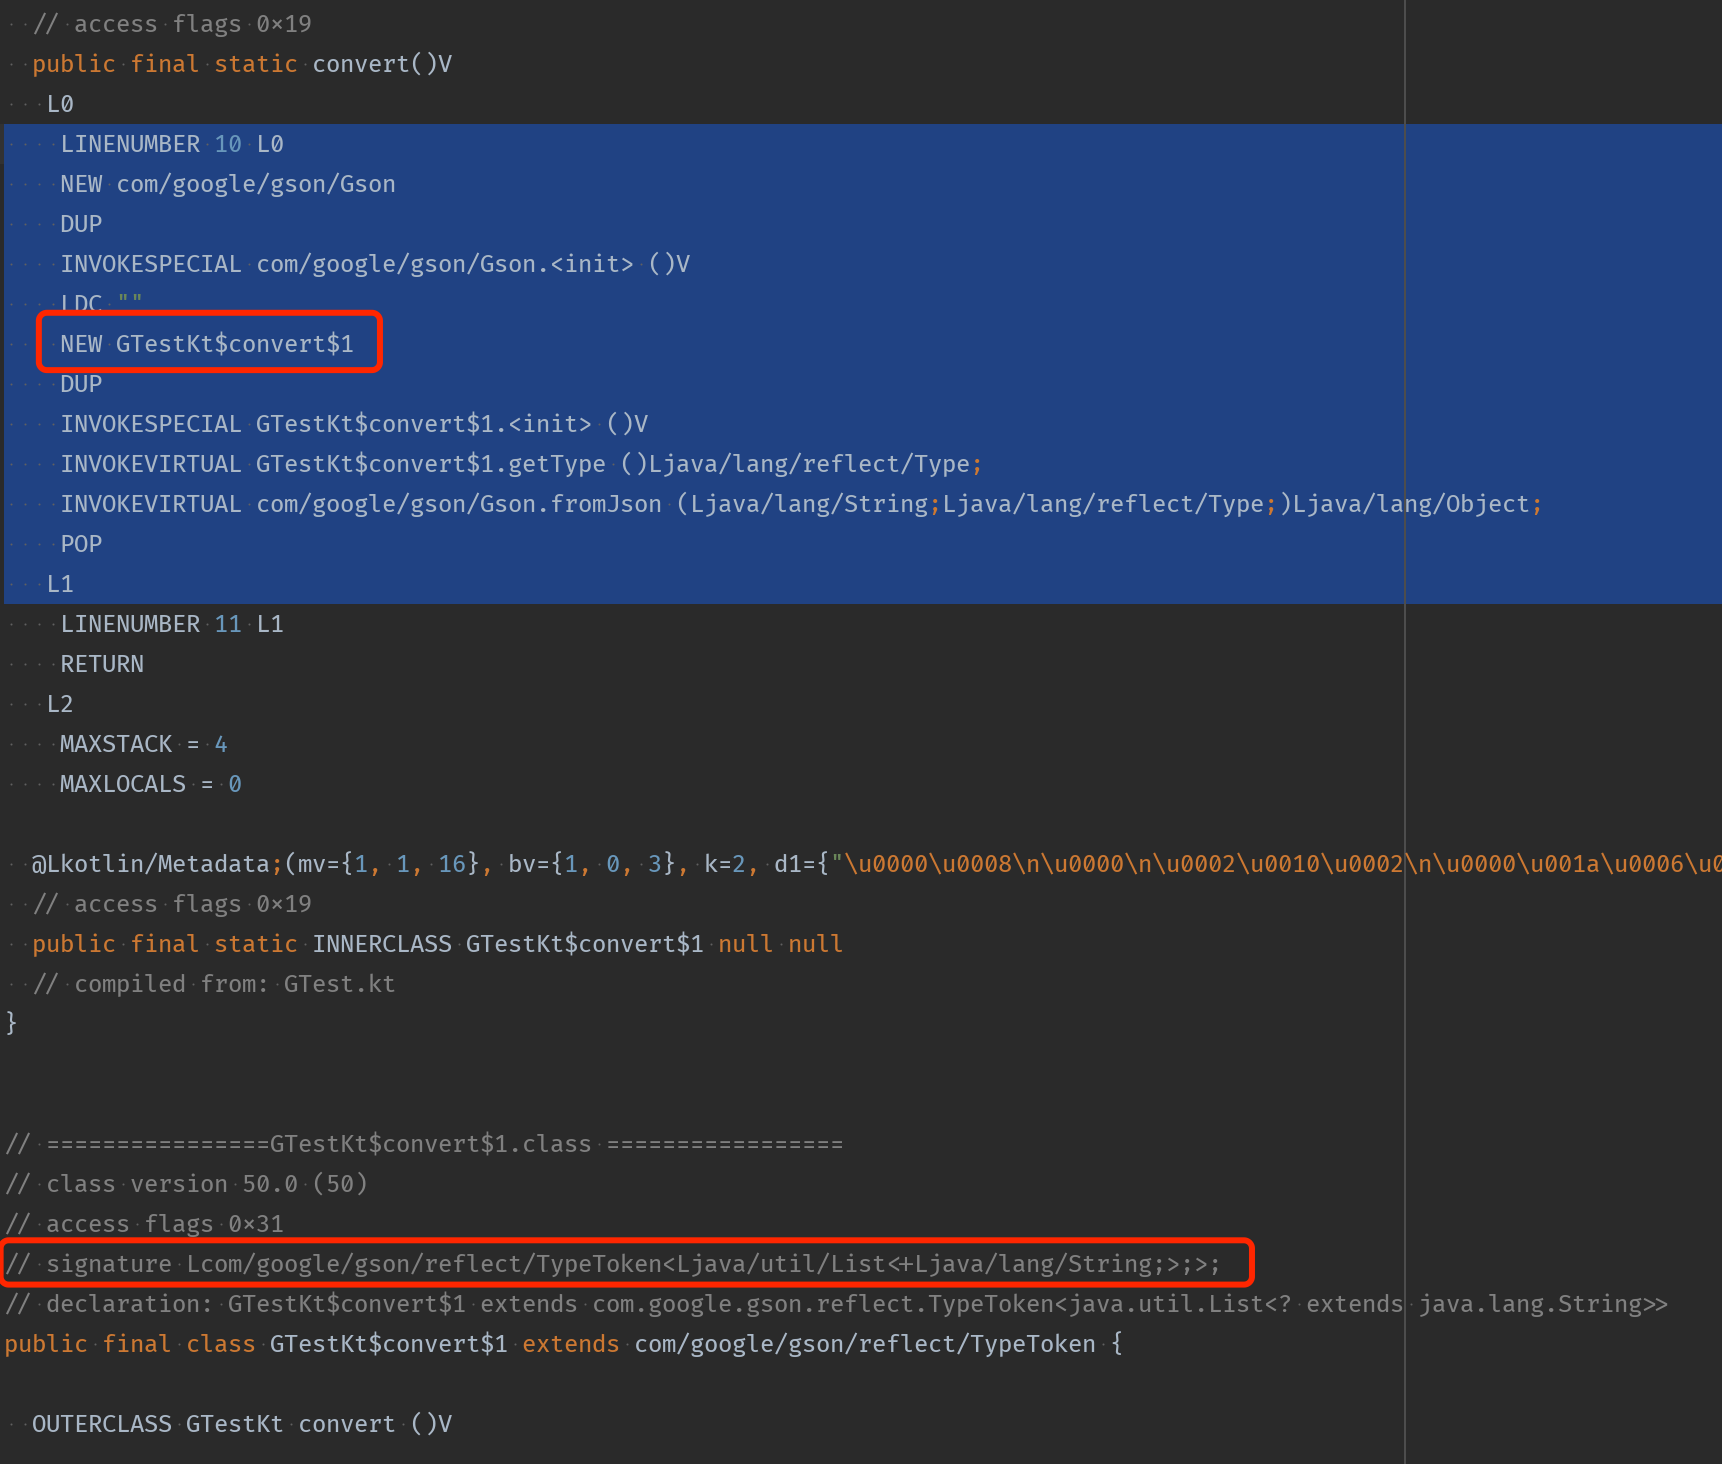 // access flags 0x19
public final static convert()V
L0
LINENUMBER 10 L0
NEW com/google/gson/Gson
DUP
INVOKESPECIAL com/google/gson/Gson.<init> ()V
LDC ""
NEW GTestKt$convert$1
DUP
INVOKESPECIAL GTestKt$convert$1.<init> ()V
INVOKEVIRTUAL GTestKt$convert$1.getType ()Ljava/lang/reflect/Type;
INVOKEVIRTUAL com/google/gson/Gson.fromJson (Ljava/lang/String;Ljava/lang/reflect/Type;)Ljava/lang/Object;
POP
L1
LINENUMBER 11 L1
RETURN
L2
MAXSTACK = 4
MAXLOCALS = 0
@Lkotlin/Metadata;(mv={1, 1, 16}, bv={1, 0, 3}, k=2, d1={"\u0000\u0008\n\u0000\n\u0002\u0010\u0002\n\u0000\u001a\u0006\u0
// access flags 0x19
public final static INNERCLASS GTestKt$convert$1 null null
// compiled from: GTest.kt
}
// ================GTestKt$convert$1.class =================
// class version 50.0 (50)
// access flags 0x31
// signature Lcom/google/gson/reflect/TypeToken<Ljava/util/List<+Ljava/lang/String;>;>;
// declaration: GTestKt$convert$1 extends com.google.gson.reflect.TypeToken<java.util.List<? extends java.lang.String>>
public final class GTestKt$convert$1 extends com/google/gson/reflect/TypeToken {
OUTERCLASS GTestKt convert ()V